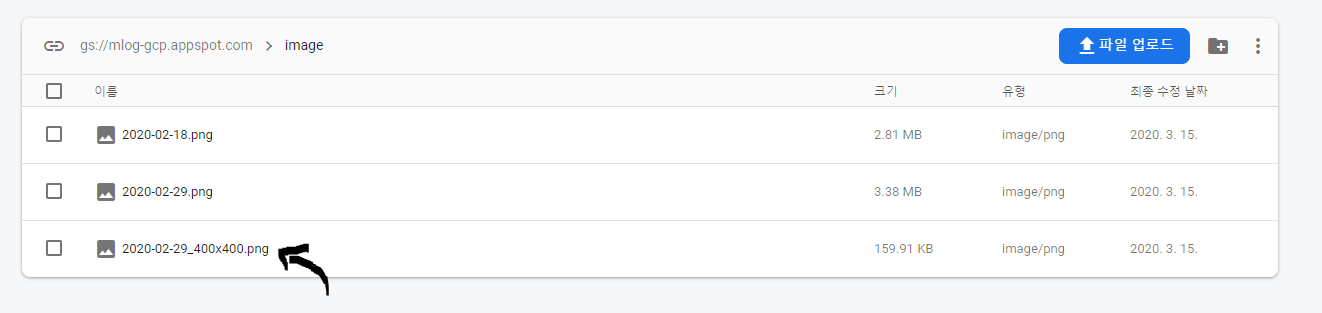 gs://mlog-gcp.appspot.com > image 파일 업로드
이름 크기 유형 최종 수정 날짜
2020-02-18.png 2.81 MB image/png 2020. 3. 15.
2020-02-29.png 3.38 MB image/png 2020. 3. 15.
2020-02-29_400x400.png 159.91 KB image/png 2020. 3. 15.